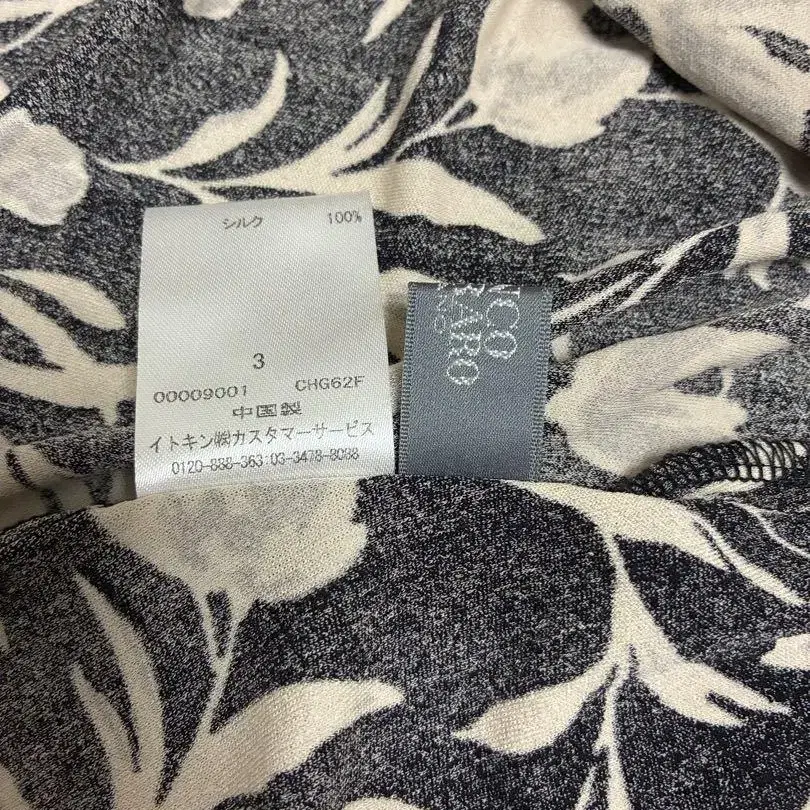 シルク 100%
3
00009001 CHG62F
中国製
イトキン㈱カスタマーサービス
0120-888-363:03-3478-8088
NCO
RARO